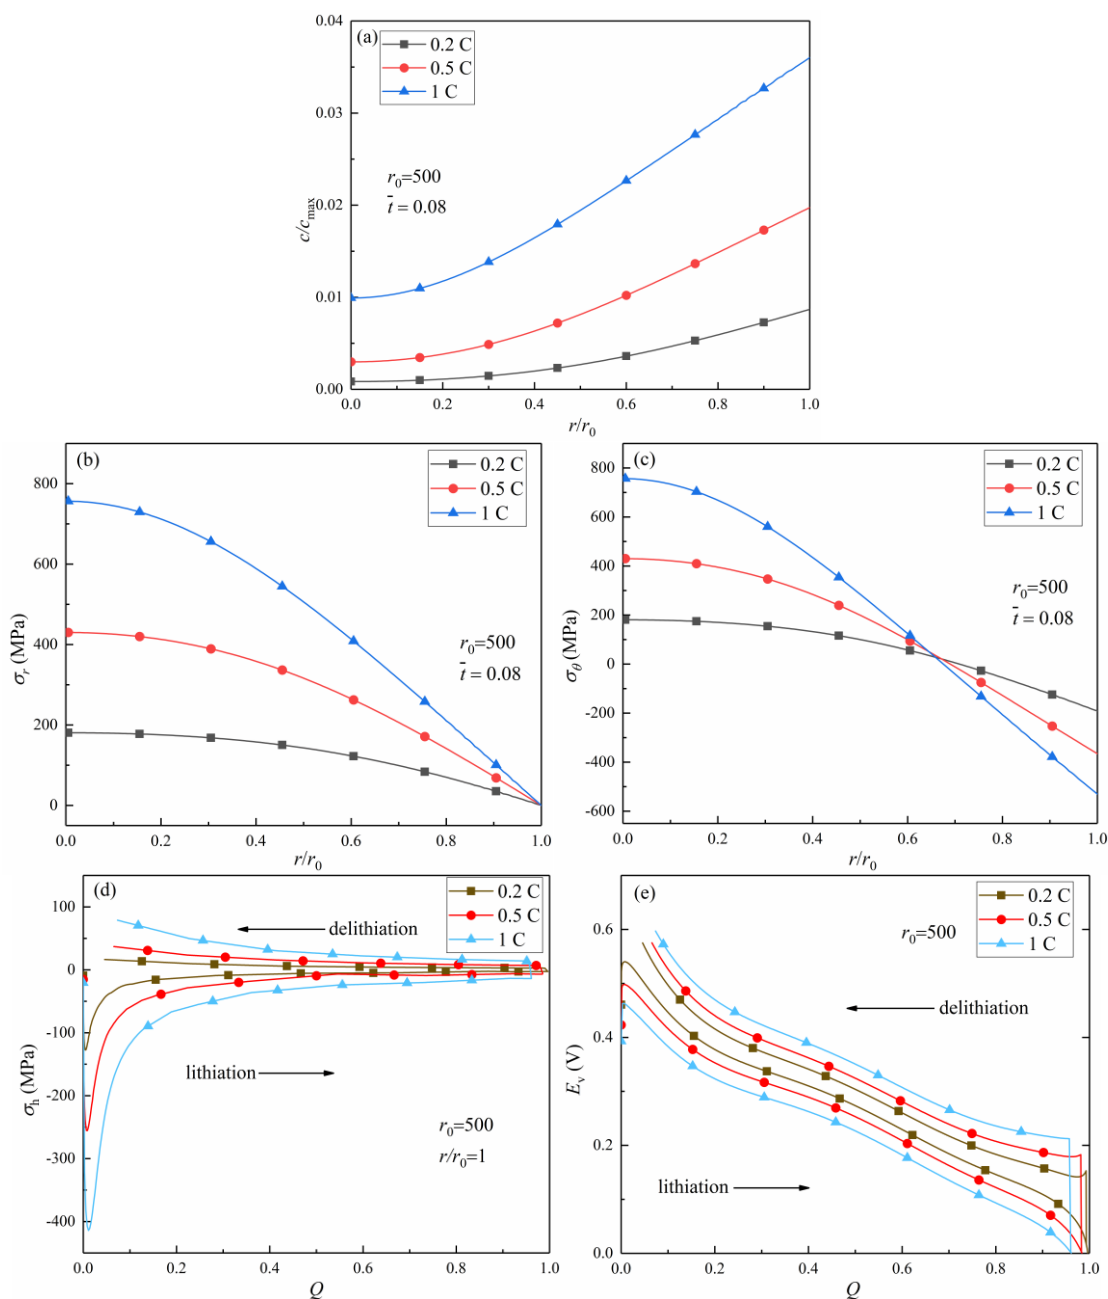 (a)
0.2 C
0.5 C
1 C
r₀=500
t̄ = 0.08
c/cmax
0.04
0.03
0.02
0.01
0.00
0.0 0.2 0.4 0.6 0.8 1.0
r/r₀
(b)
0.2 C
0.5 C
1 C
r₀=500
t̄ = 0.08
σr (MPa)
800
600
400
200
0
0.0 0.2 0.4 0.6 0.8 1.0
r/r₀
(c)
0.2 C
0.5 C
1 C
r₀=500
t̄ = 0.08
σθ (MPa)
800
600
400
200
0
-200
-400
-600
0.0 0.2 0.4 0.6 0.8 1.0
r/r₀
(d)
0.2 C
0.5 C
1 C
delithiation
lithiation
r₀=500
r/r₀=1
σh (MPa)
100
0
-100
-200
-300
-400
0.0 0.2 0.4 0.6 0.8 1.0
Q
(e)
0.2 C
0.5 C
1 C
r₀=500
delithiation
lithiation
Ev (V)
0.6
0.4
0.2
0.0
0.0 0.2 0.4 0.6 0.8 1.0
Q